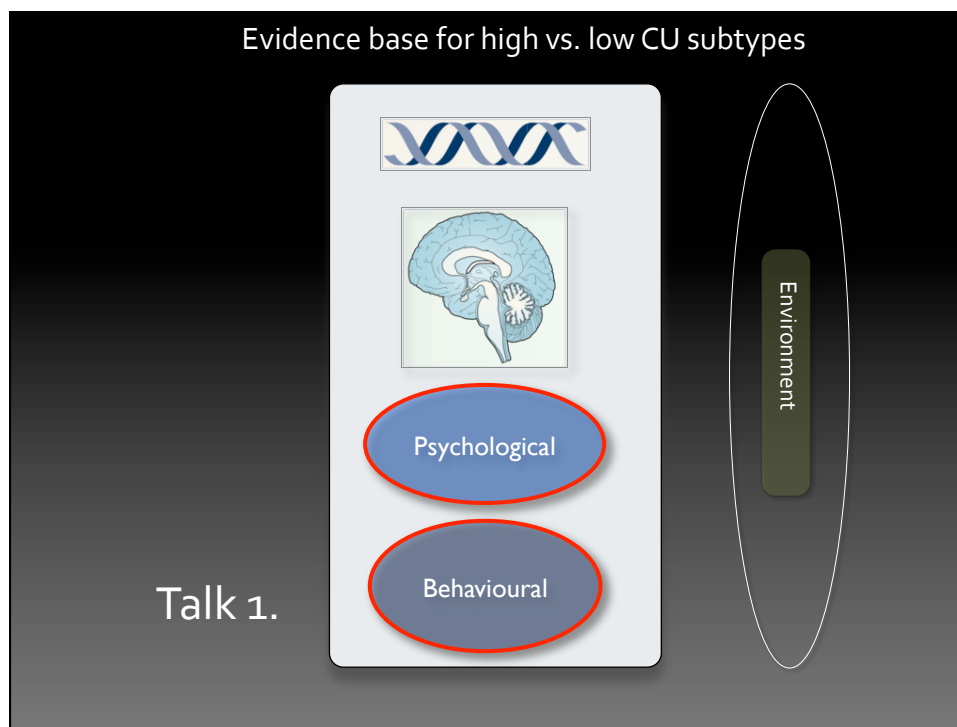 Evidence base for high vs. low CU subtypes
Environment
Psychological
Behavioural
Talk 1.